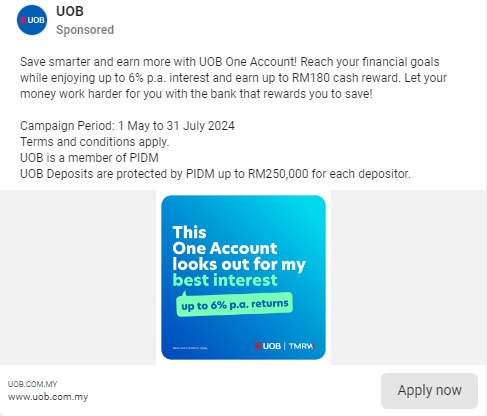 UOB
UOB
Sponsored
Save smarter and earn more with UOB One Account! Reach your financial goals
while enjoying up to 6% p.a. interest and earn up to RM180 cash reward. Let your
money work harder for you with the bank that rewards you to save!
Campaign Period: 1 May to 31 July 2024
Terms and conditions apply.
UOB is a member of PIDM
UOB Deposits are protected by PIDM up to RM250,000 for each depositor.
This
One Account
looks out for my
best interest
up to 6% p.a. returns
UOB | TMRW
UOB.COM.MY
www.uob.com.my
Apply now